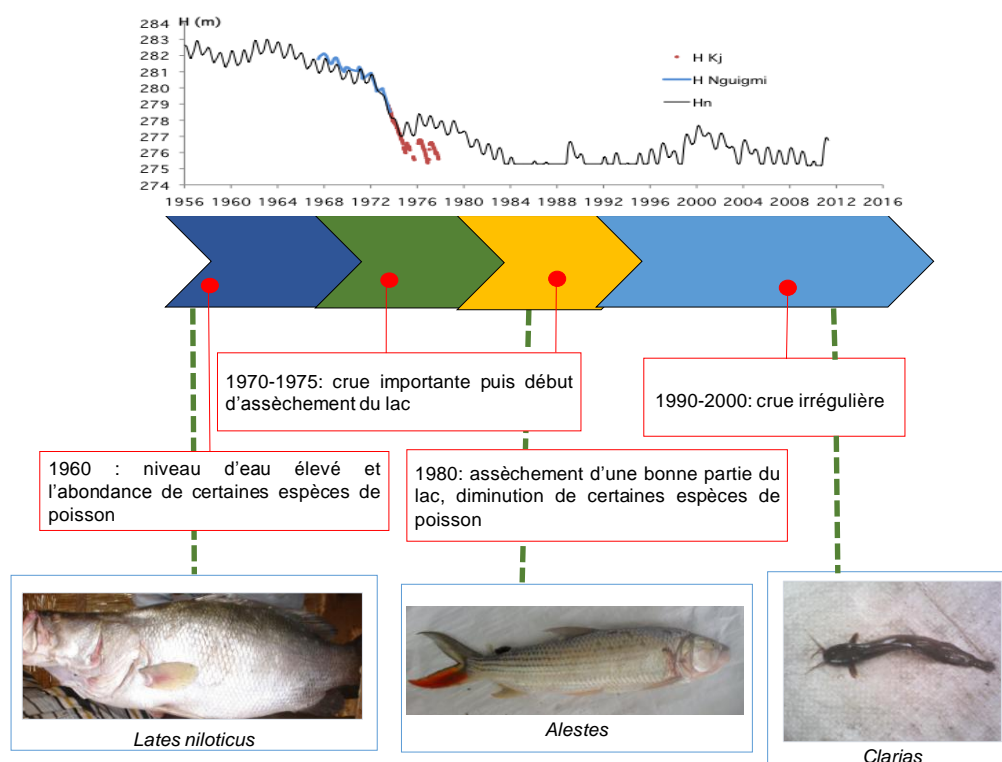 H (m)
284
283
282
281
280
279
278
277
276
275
274
1956 1960 1964 1968 1972 1976 1980 1984 1988 1992 1996 2000 2004 2008 2012 2016
H Kj
H Nguigmi
Hn
1970-1975: crue importante puis début
d’assèchement du lac
1990-2000: crue irrégulière
1960 : niveau d’eau élevé et
l’abondance de certaines espèces de
poisson
1980: assèchement d’une bonne partie du
lac, diminution de certaines espèces de
poisson
Lates niloticus
Alestes
Clarias